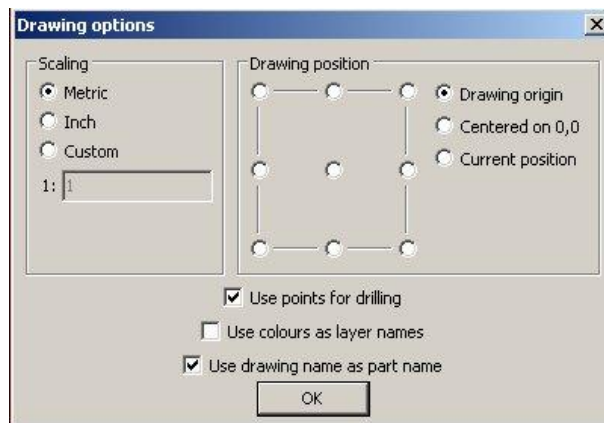 Drawing options
Scaling
Metric
Inch
Custom
1: 1
Drawing position
Drawing origin
Centered on 0,0
Current position
Use points for drilling
Use colours as layer names
Use drawing name as part name
OK